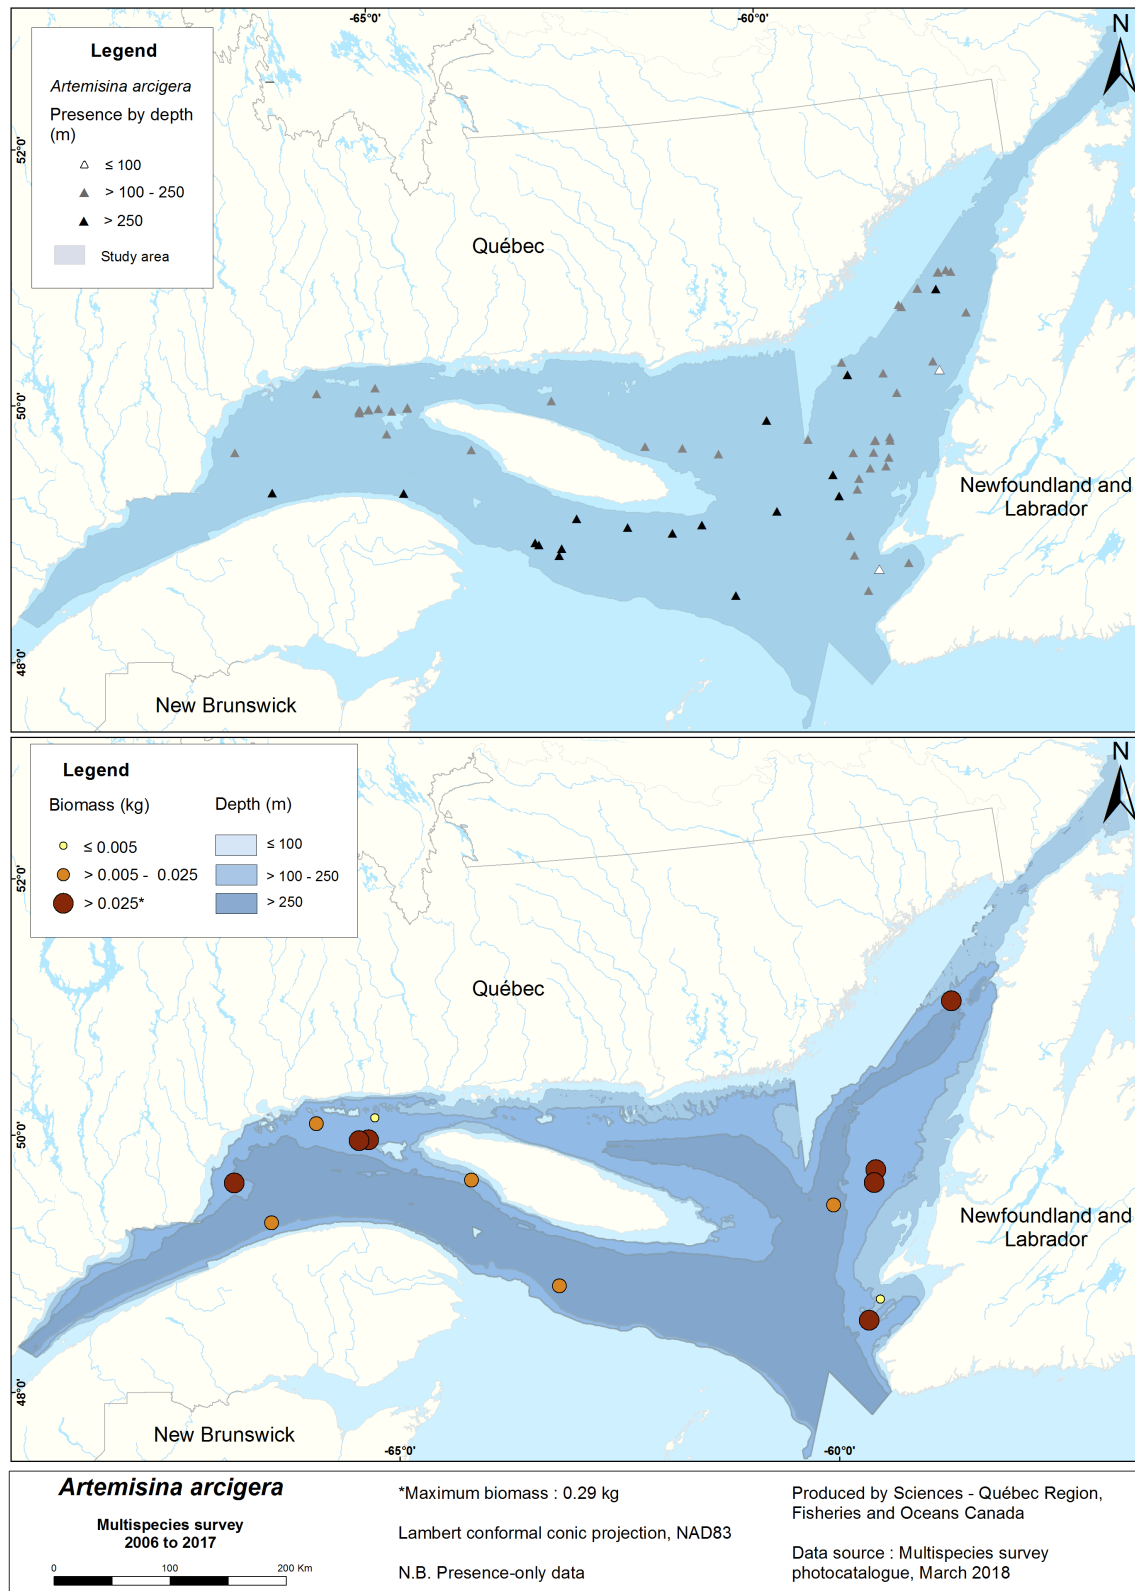 -65°0'
-60°0'
N
Legend
Artemisina arcigera
Presence by depth
(m)
≤ 100
> 100 - 250
> 250
Study area
52°0'
50°0'
48°0'
Québec
Newfoundland and
Labrador
New Brunswick
N
Legend
Biomass (kg)
Depth (m)
≤ 0.005
> 0.005 - 0.025
> 0.025*
≤ 100
> 100 - 250
> 250
52°0'
50°0'
48°0'
Québec
Newfoundland and
Labrador
New Brunswick
-65°0'
-60°0'
Artemisina arcigera
Multispecies survey
2006 to 2017
0 100 200 Km
*Maximum biomass : 0.29 kg
Lambert conformal conic projection, NAD83
N.B. Presence-only data
Produced by Sciences - Québec Region,
Fisheries and Oceans Canada
Data source : Multispecies survey
photocatalogue, March 2018